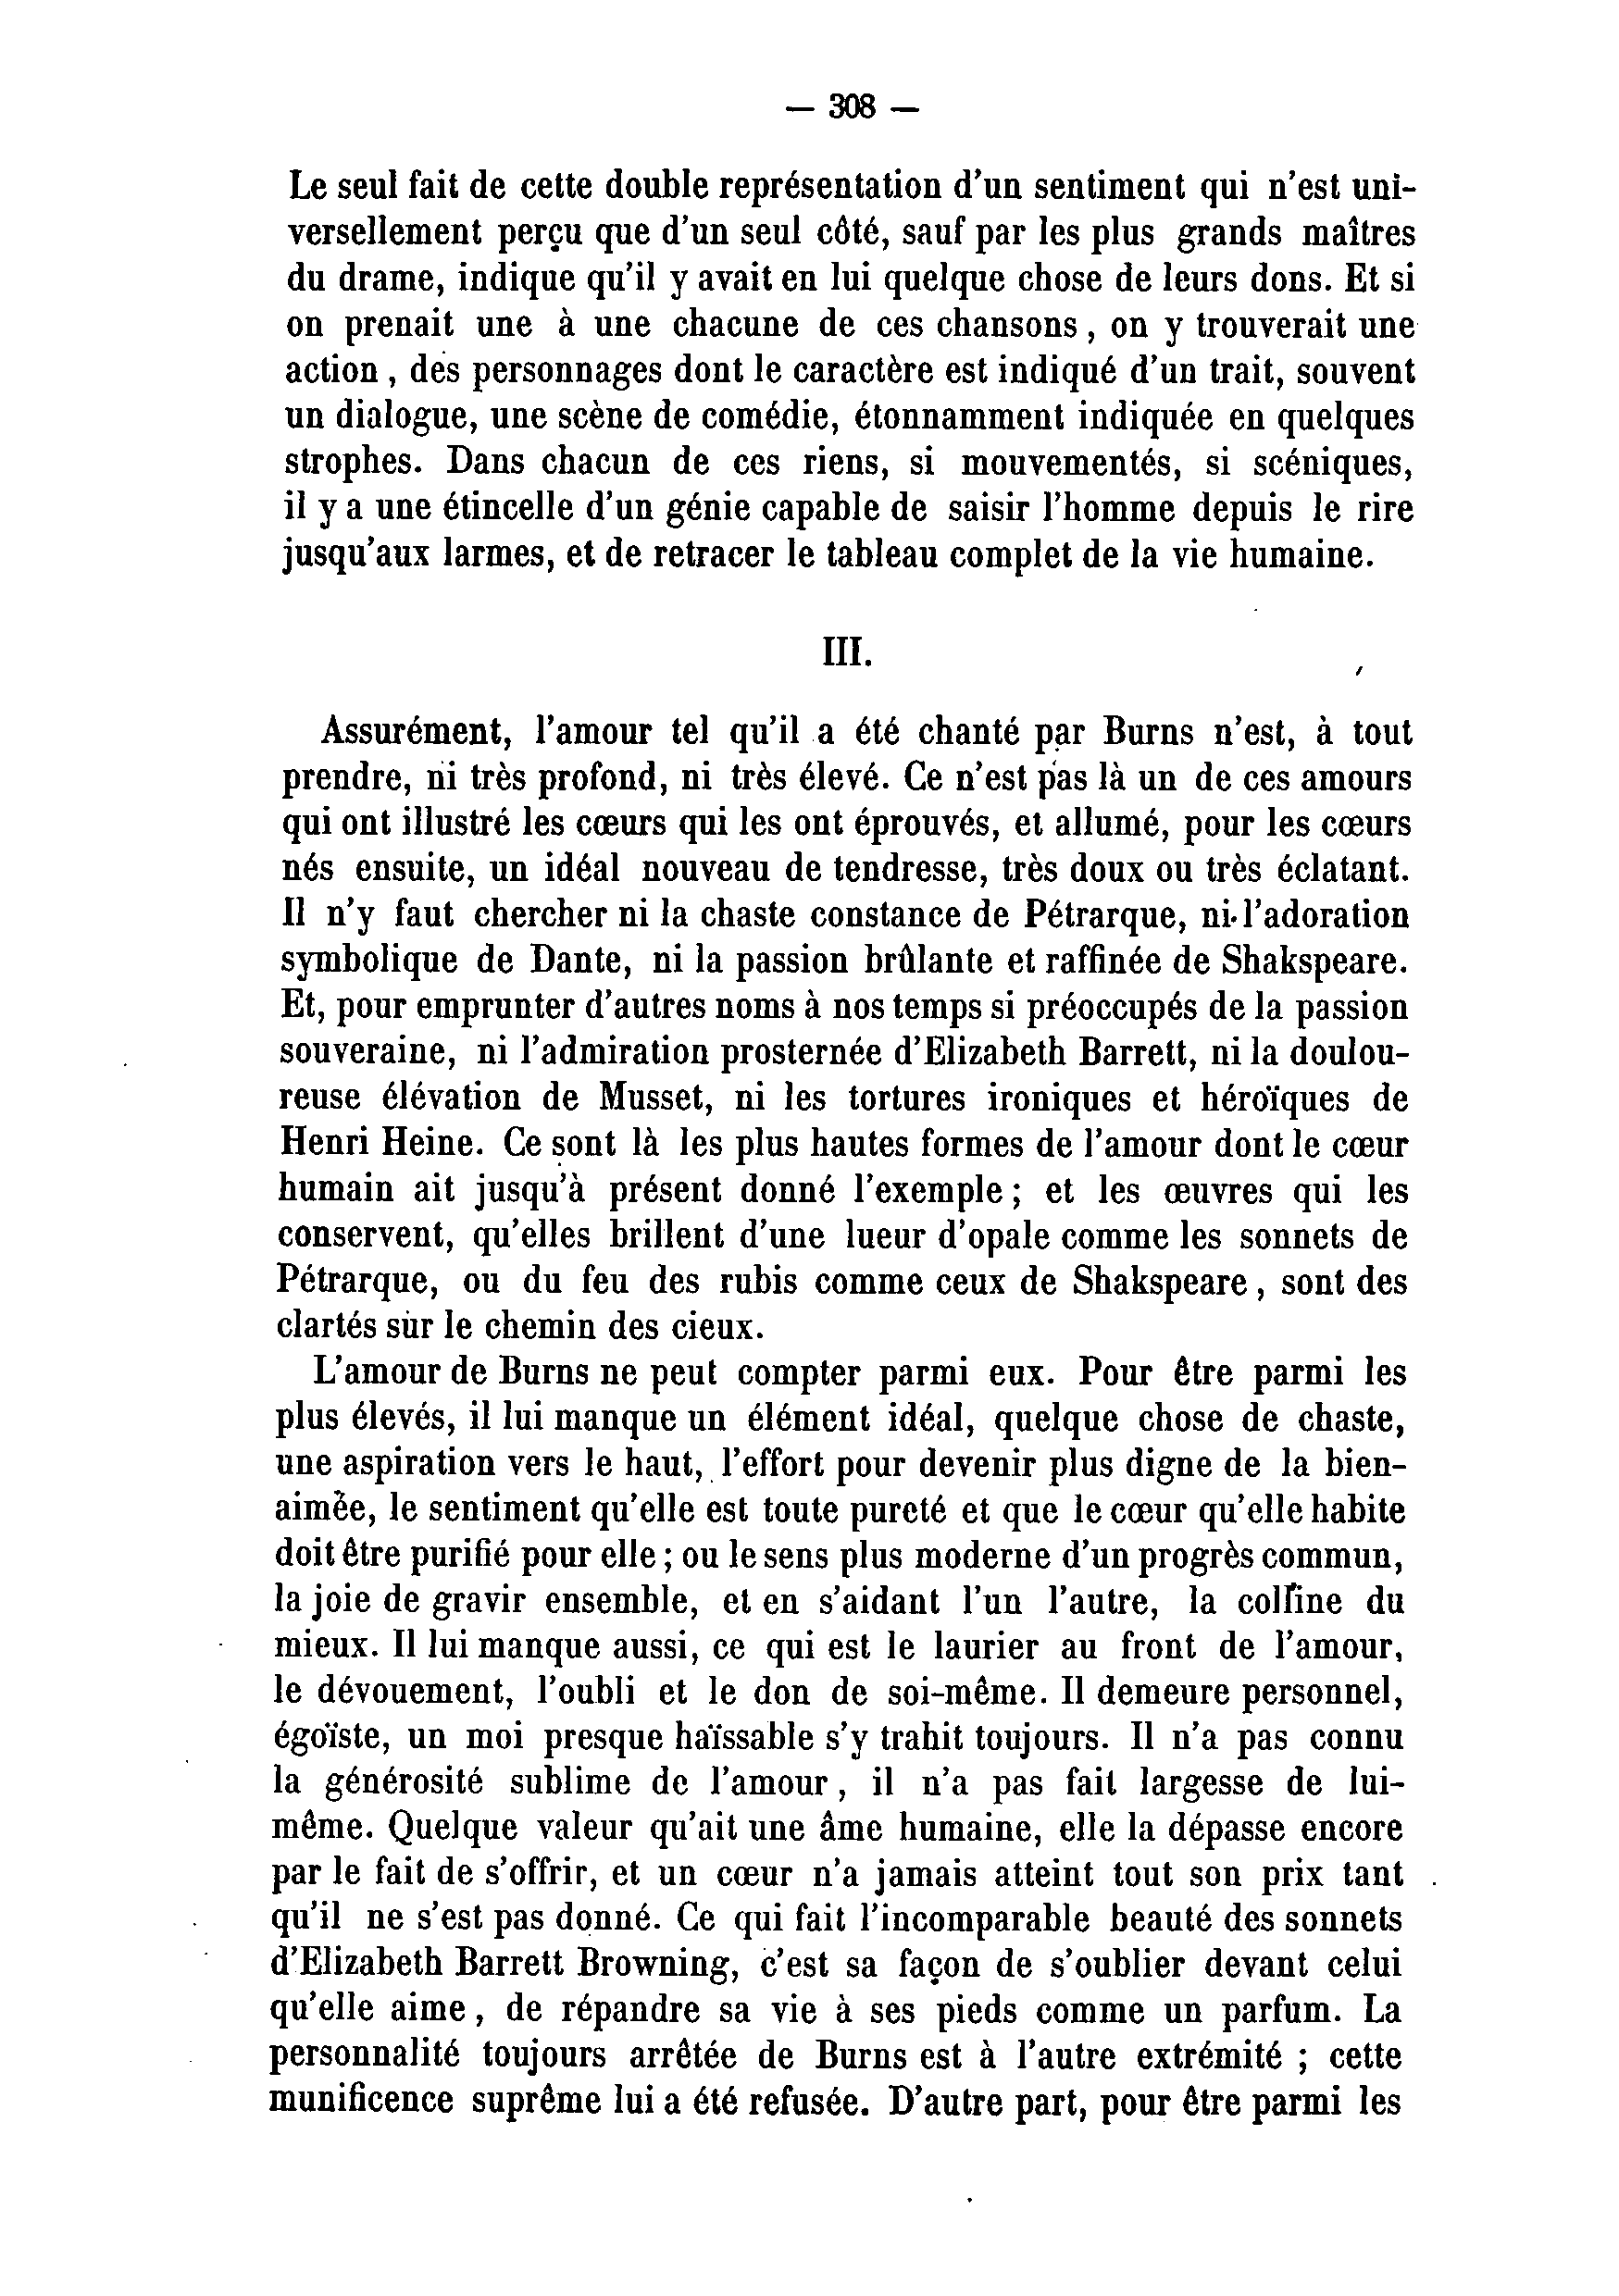 — 308 —
Le seul fait de cette double représentation d'un sentiment qui n'est uni-
versellement perçu que d'un seul côté, sauf par les plus grands maîtres
du drame, indique qu'il y avait en lui quelque chose de leurs dons. Et si
on prenait une à une chacune de ces chansons, on y trouverait une
action, des personnages dont le caractère est indiqué d'un trait, souvent
un dialogue, une scène de comédie, étonnamment indiquée en quelques
strophes. Dans chacun de ces riens, si mouvementés, si scéniques,
il y a une étincelle d'un génie capable de saisir l'homme depuis le rire
jusqu'aux larmes, et de retracer le tableau complet de la vie humaine.
III.
Assurément, l'amour tel qu'il a été chanté par Burns n'est, à tout
prendre, ni très profond, ni très élevé. Ce n'est pas là un de ces amours
qui ont illustré les cœurs qui les ont éprouvés, et allumé, pour les cœurs
nés ensuite, un idéal nouveau de tendresse, très doux ou très éclatant.
Il n'y faut chercher ni la chaste constance de Pétrarque, ni l'adoration
symbolique de Dante, ni la passion brûlante et raffinée de Shakspeare.
Et, pour emprunter d'autres noms à nos temps si préoccupés de la passion
souveraine, ni l'admiration prosternée d'Elizabeth Barrett, ni la doulou-
reuse élévation de Musset, ni les tortures ironiques et héroïques de
Henri Heine. Ce sont là les plus hautes formes de l'amour dont le cœur
humain ait jusqu'à présent donné l'exemple; et les œuvres qui les
conservent, qu'elles brillent d'une lueur d'opale comme les sonnets de
Pétrarque, ou du feu des rubis comme ceux de Shakspeare, sont des
clartés sur le chemin des cieux.
L'amour de Burns ne peut compter parmi eux. Pour être parmi les
plus élevés, il lui manque un élément idéal, quelque chose de chaste,
une aspiration vers le haut, l'effort pour devenir plus digne de la bien-
aimée, le sentiment qu'elle est toute pureté et que le cœur qu'elle habite
doit être purifié pour elle; ou le sens plus moderne d'un progrès commun,
la joie de gravir ensemble, et en s'aidant l'un l'autre, la colline du
mieux. Il lui manque aussi, ce qui est le laurier au front de l'amour,
le dévouement, l'oubli et le don de soi-même. Il demeure personnel,
égoïste, un moi presque haïssable s'y trahit toujours. Il n'a pas connu
la générosité sublime de l'amour, il n'a pas fait largesse de lui-
même. Quelque valeur qu'ait une âme humaine, elle la dépasse encore
par le fait de s'offrir, et un cœur n'a jamais atteint tout son prix tant
qu'il ne s'est pas donné. Ce qui fait l'incomparable beauté des sonnets
d'Elizabeth Barrett Browning, c'est sa façon de s'oublier devant celui
qu'elle aime, de répandre sa vie à ses pieds comme un parfum. La
personnalité toujours arrêtée de Burns est à l'autre extrémité ; cette
munificence suprême lui a été refusée. D'autre part, pour être parmi les